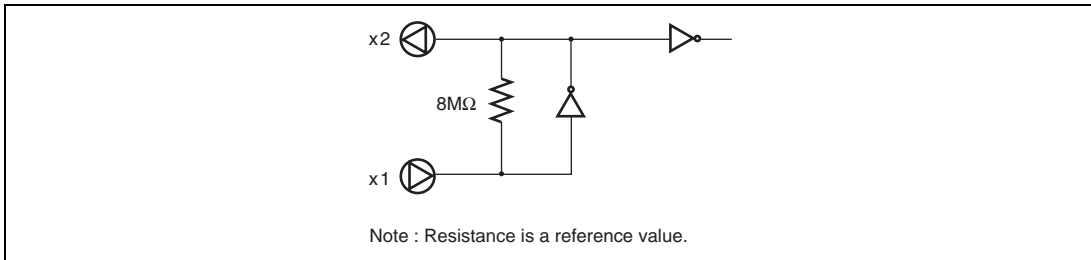 x2
8MΩ
x1
Note : Resistance is a reference value.